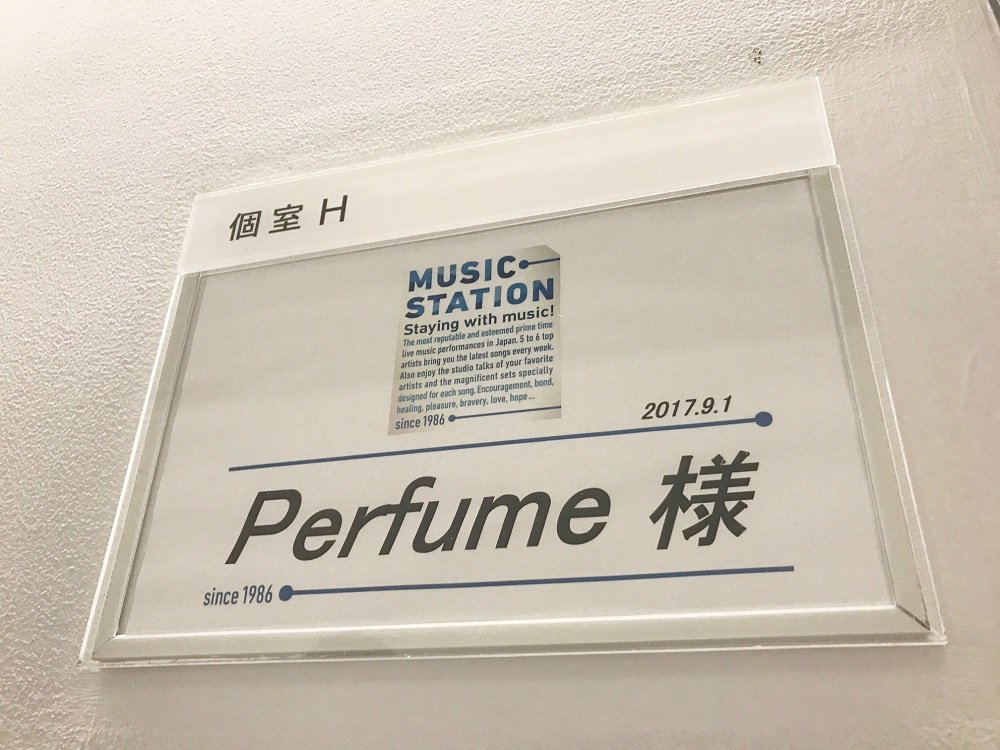 個室 H
MUSIC
STATION
Staying with music!
The most reputable and esteemed prime time
live music performances in Japan. 5 to 6 top
artists bring you the latest songs every week.
Also enjoy the studio talks of your favorite
artists and the magnificent sets specially
designed for each song. Encouragement, bond,
healing, pleasure, bravery, love, hope...
since 1986
2017.9.1
Perfume 様
since 1986